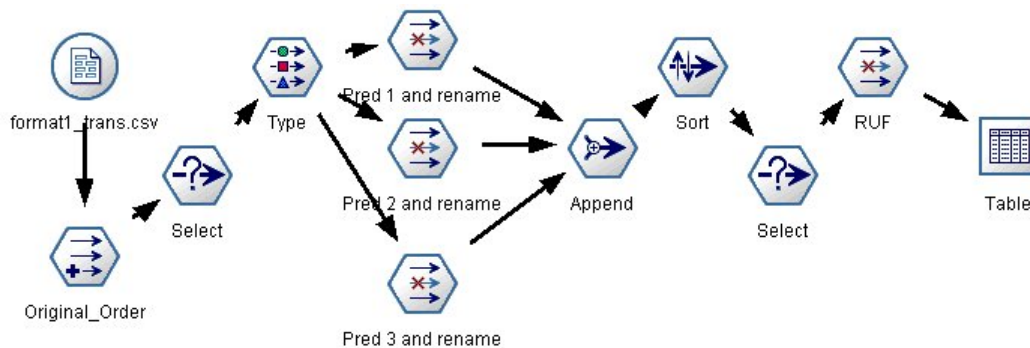 format1_trans.csv
Original_Order
Select
Type
Pred 1 and rename
Pred 2 and rename
Pred 3 and rename
Append
Sort
Select
RUF
Table